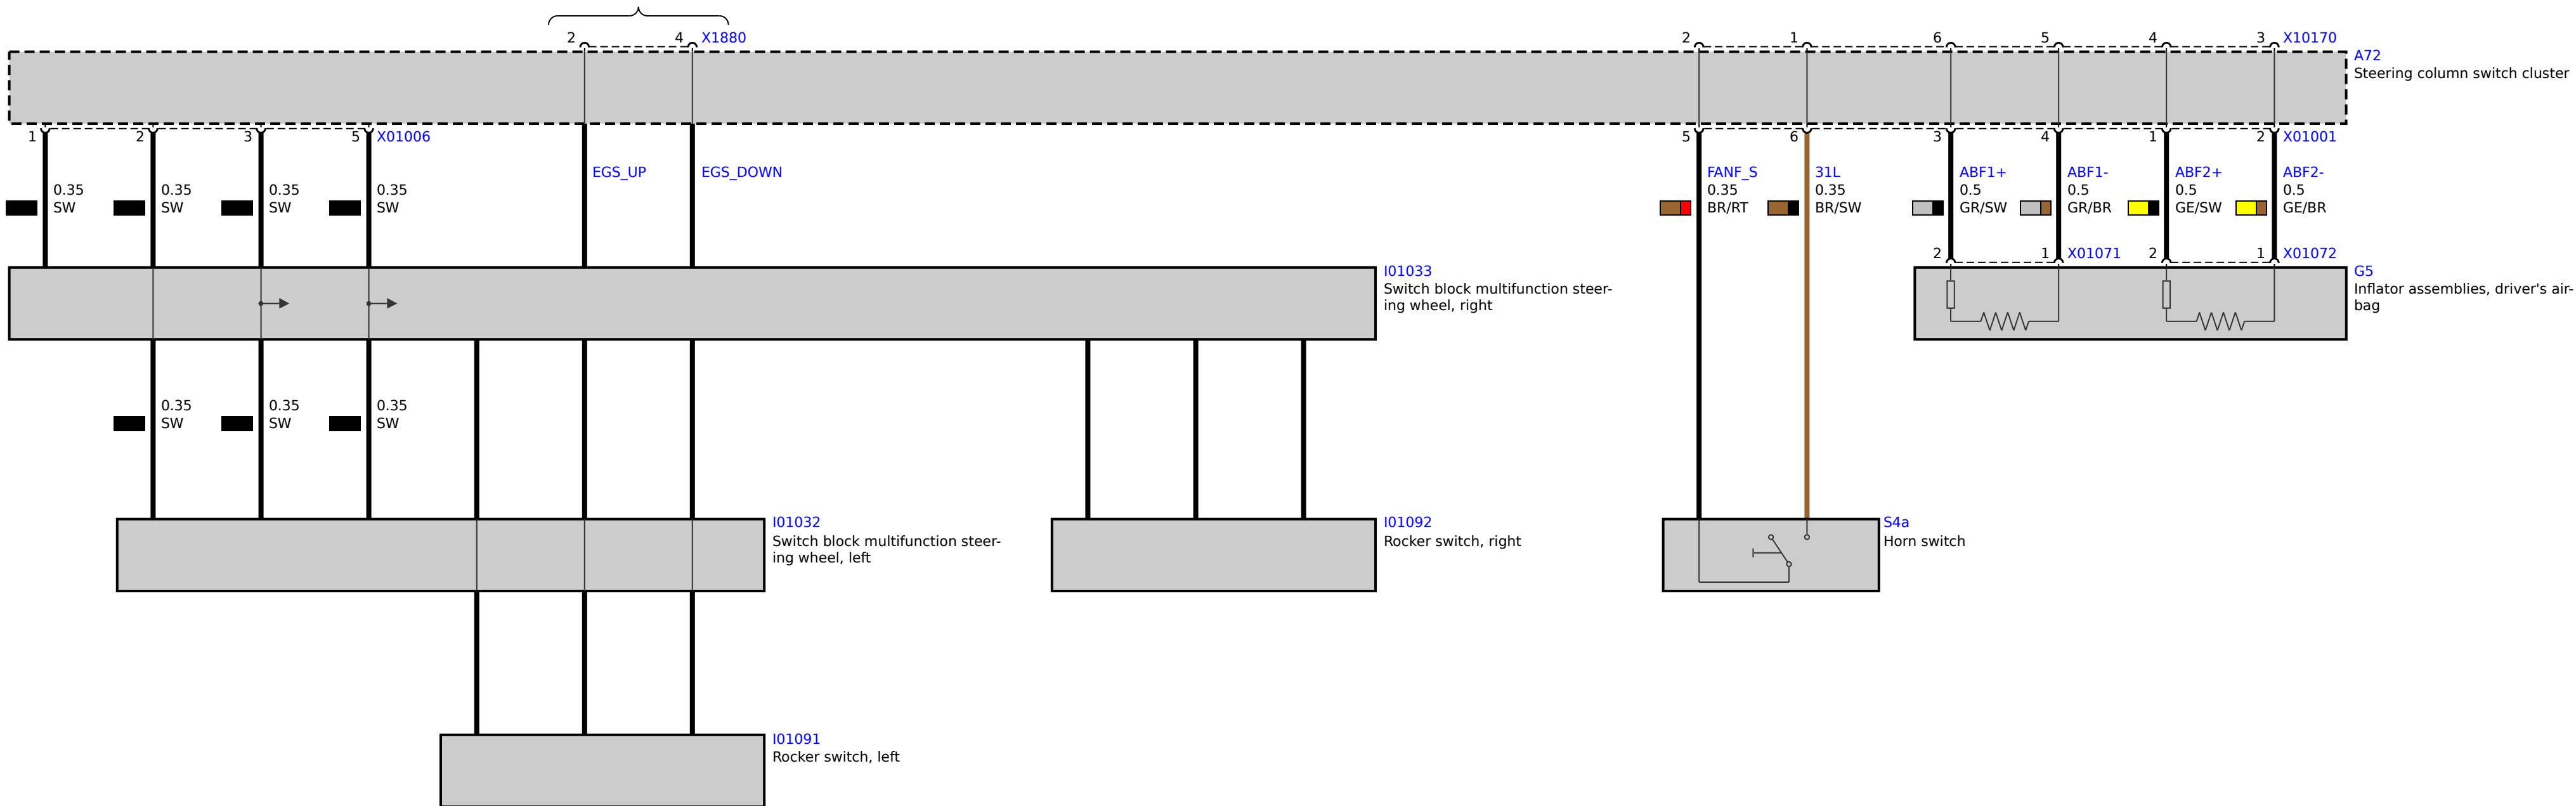 2
4
X1880
2
1
6
5
4
3
X10170
A72
Steering column switch cluster
1
2
3
5
X01006
5
6
3
4
1
2
X01001
EGS_UP
EGS_DOWN
FANF_S
31L
ABF1+
ABF1-
ABF2+
ABF2-
0.35
0.35
0.35
0.35
0.35
0.35
0.5
0.5
0.5
0.5
SW
SW
SW
SW
BR/RT
BR/SW
GR/SW
GR/BR
GE/SW
GE/BR
2
1
X01071
2
1
X01072
I01033
Switch block multifunction steer-
ing wheel, right
G5
Inflator assemblies, driver's air-
bag
0.35
0.35
0.35
SW
SW
SW
I01032
Switch block multifunction steer-
ing wheel, left
I01092
Rocker switch, right
S4a
Horn switch
I01091
Rocker switch, left